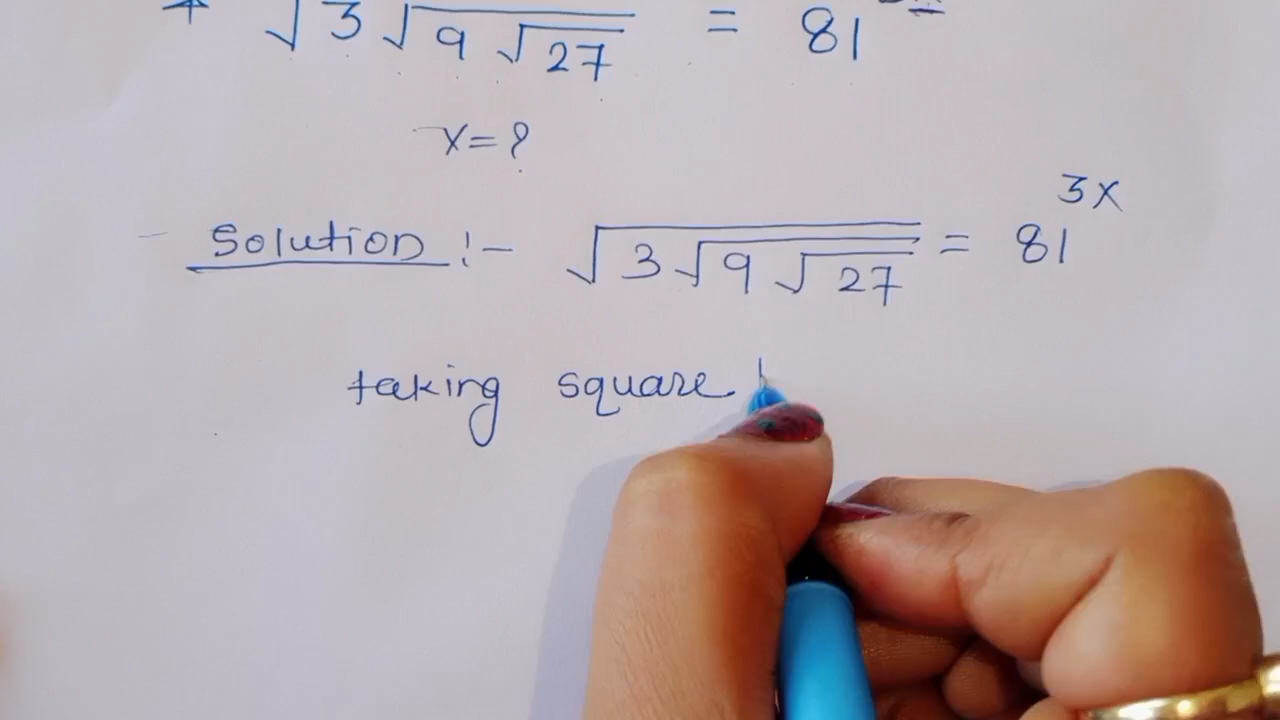 √3√9√27 = 81
x=?
Solution :- √3√9√27 = 81^3x
taking square